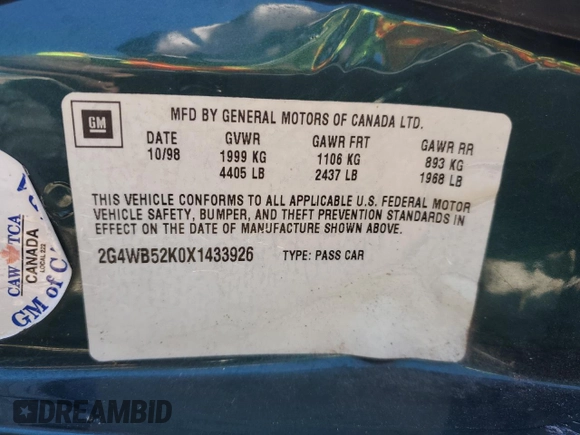 GM
MFD BY GENERAL MOTORS OF CANADA LTD.
DATE GVWR GAWR FRT GAWR RR
10/98 1999 KG 1106 KG 893 KG
4405 LB 2437 LB 1968 LB
THIS VEHICLE CONFORMS TO ALL APPLICABLE U.S. FEDERAL MOTOR
VEHICLE SAFETY, BUMPER, AND THEFT PREVENTION STANDARDS IN
EFFECT ON THE DATE OF MANUFACTURE SHOWN ABOVE.
2G4WB52K0X1433926 TYPE: PASS CAR
CAW TCA
CANADA
LOCAL 222
GM of C
DREAMBID